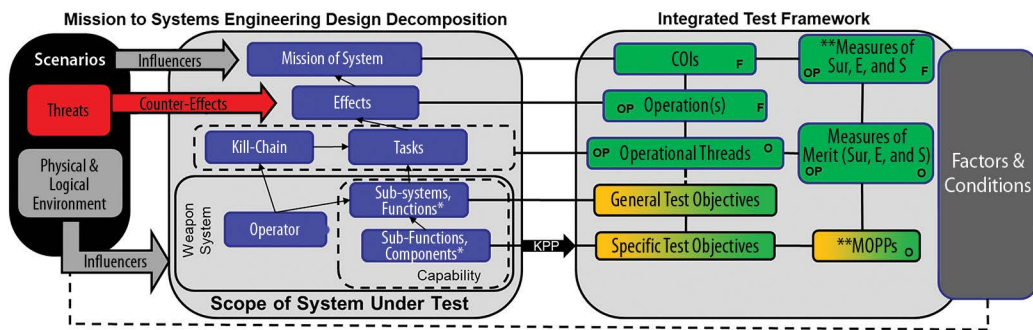 Mission to Systems Engineering Design Decomposition
Integrated Test Framework
Scenarios
Influencers
Mission of System
COIs
F
**Measures of
Sur, E, and S
OP
F
Threats
Counter-Effects
Effects
OP
Operation(s)
F
Kill-Chain
Tasks
OP
Operational Threads
O
Measures of
Merit (Sur, E, and S)
OP
O
Factors &
Conditions
Physical &
Logical
Environment
Weapon
System
Operator
Sub-systems,
Functions*
General Test Objectives
Sub-Functions,
Components*
KPP
Specific Test Objectives
**MOPPs
O
Influencers
Capability
Scope of System Under Test